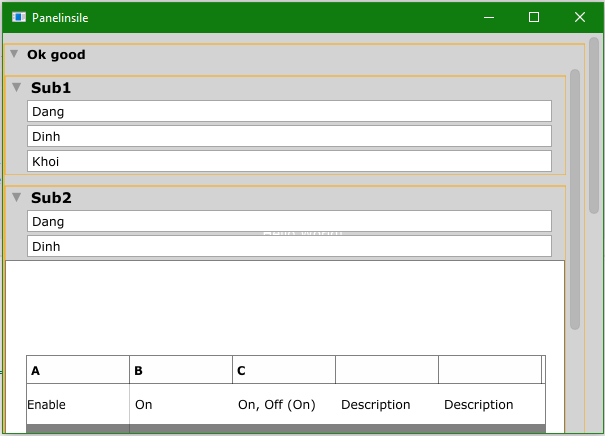 Panelinsile
Ok good
Sub1
Dang
Dinh
Khoi
Sub2
Dang
Dinh
A B C
Enable On On, Off (On) Description Description